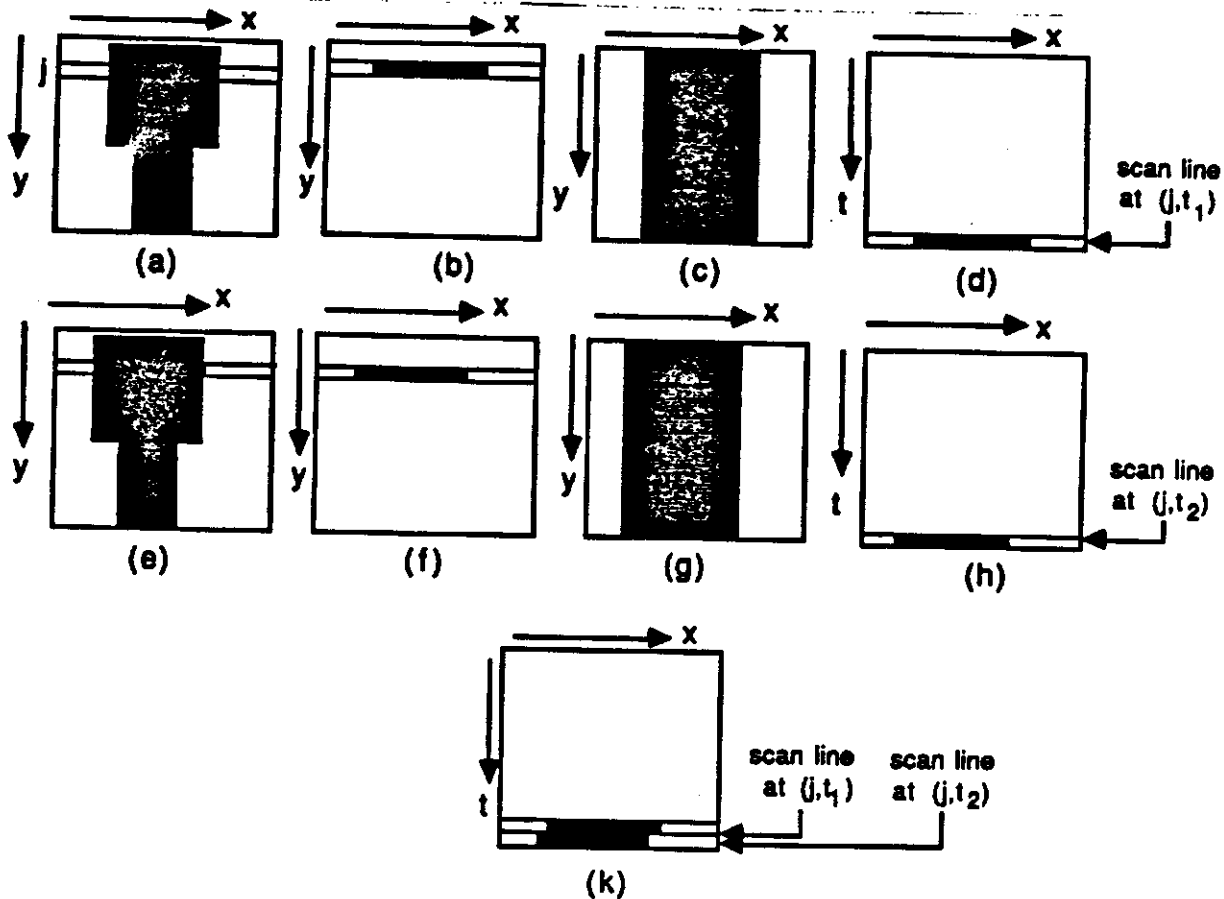 x
x
x
x
j
y
y
y
t
scan line
at (j,t1)
(a)
(b)
(c)
(d)
x
x
x
x
y
y
y
t
scan line
at (j,t2)
(e)
(f)
(g)
(h)
x
t
scan line
at (j,t1)
scan line
at (j,t2)
(k)